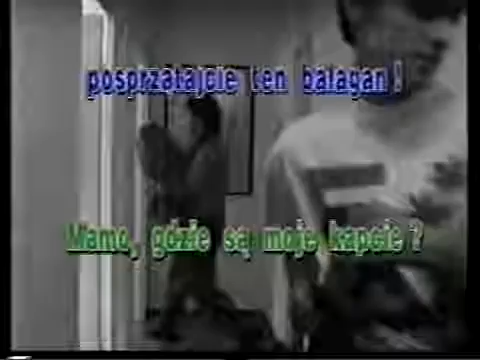 posprzątajcie ten bałagan!
Mamo, gdzie są moje kapcie?